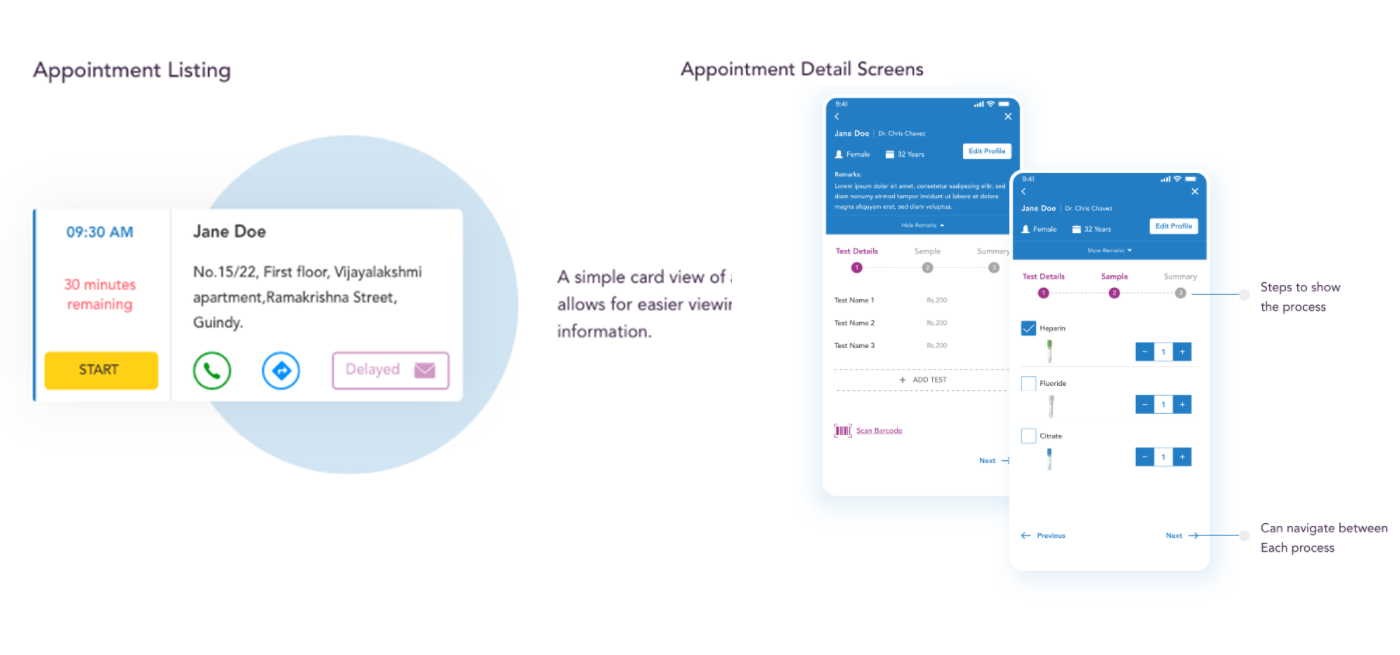 Appointment Listing
09:30 AM
30 minutes
remaining
START
Jane Doe
No.15/22, First floor, Vijayalakshmi
apartment,Ramakrishna Street,
Guindy.
Delayed
A simple card view of
allows for easier
information.
Appointment Detail Screens
9:41
Jane Doe | Dr. Chris Chavez
Female 32 Years Edit Profile
Remarks:
Lorem ipsum dolor sit amet, consetetur sadipscing elitr, sed
diam nonumy eirmod tempor invidunt ut labore et dolore
magna aliquyam erat, sed diam voluptua.
Hide Remarks
Test Details Sample Summary
1 2 3
Test Name 1 Rs.200
Test Name 2 Rs.200
Test Name 3 Rs.200
+ ADD TEST
Scan Barcode
Next
9:41
Jane Doe | Dr. Chris Chavez
Female 32 Years Edit Profile
Show Remarks
Test Details Sample Summary
1 2 3
Heparin
- 1 +
Fluoride
- 1 +
Citrate
- 1 +
Previous Next
Steps to show
the process
Can navigate between
Each process